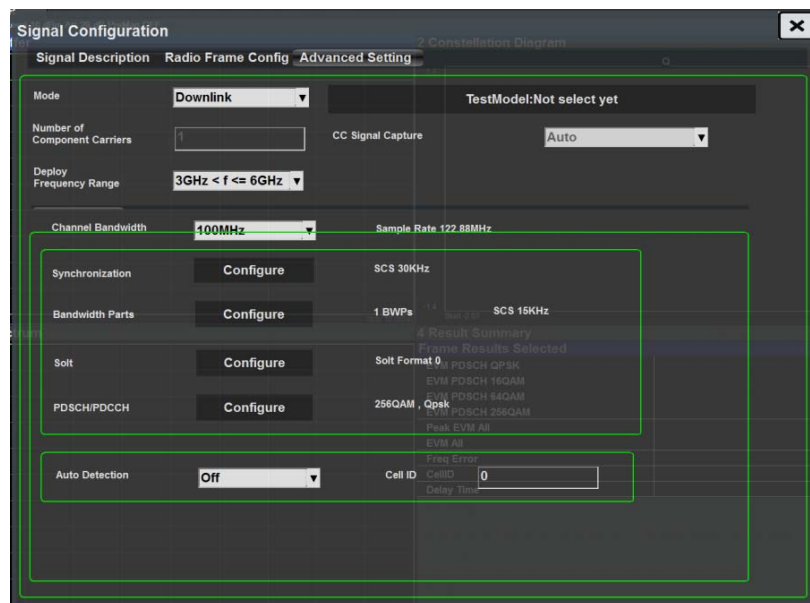 Signal Configuration
2 Constellation Diagram
Signal Description Radio Frame Config Advanced Setting
Q
Mode Downlink TestModel:Not select yet
Number of
Component Carriers 1 CC Signal Capture Auto
Deploy
Frequency Range 3GHz < f <= 6GHz
Channel Bandwidth 100MHz Sample Rate 122.88MHz
Synchronization Configure SCS 30KHz
Bandwidth Parts Configure 1 BWPs SCS 15KHz
4 Result Summary
Frame Results Selected
Solt Configure Solt Format 0
EVM PDSCH QPSK
EVM PDSCH 16QAM
EVM PDSCH 64QAM
PDSCH/PDCCH Configure 256QAM , Qpsk
EVM PDSCH 256QAM
Peak EVM All
EVM All
Freq Error
Auto Detection Off Cell ID 0
CellID
Delay Time